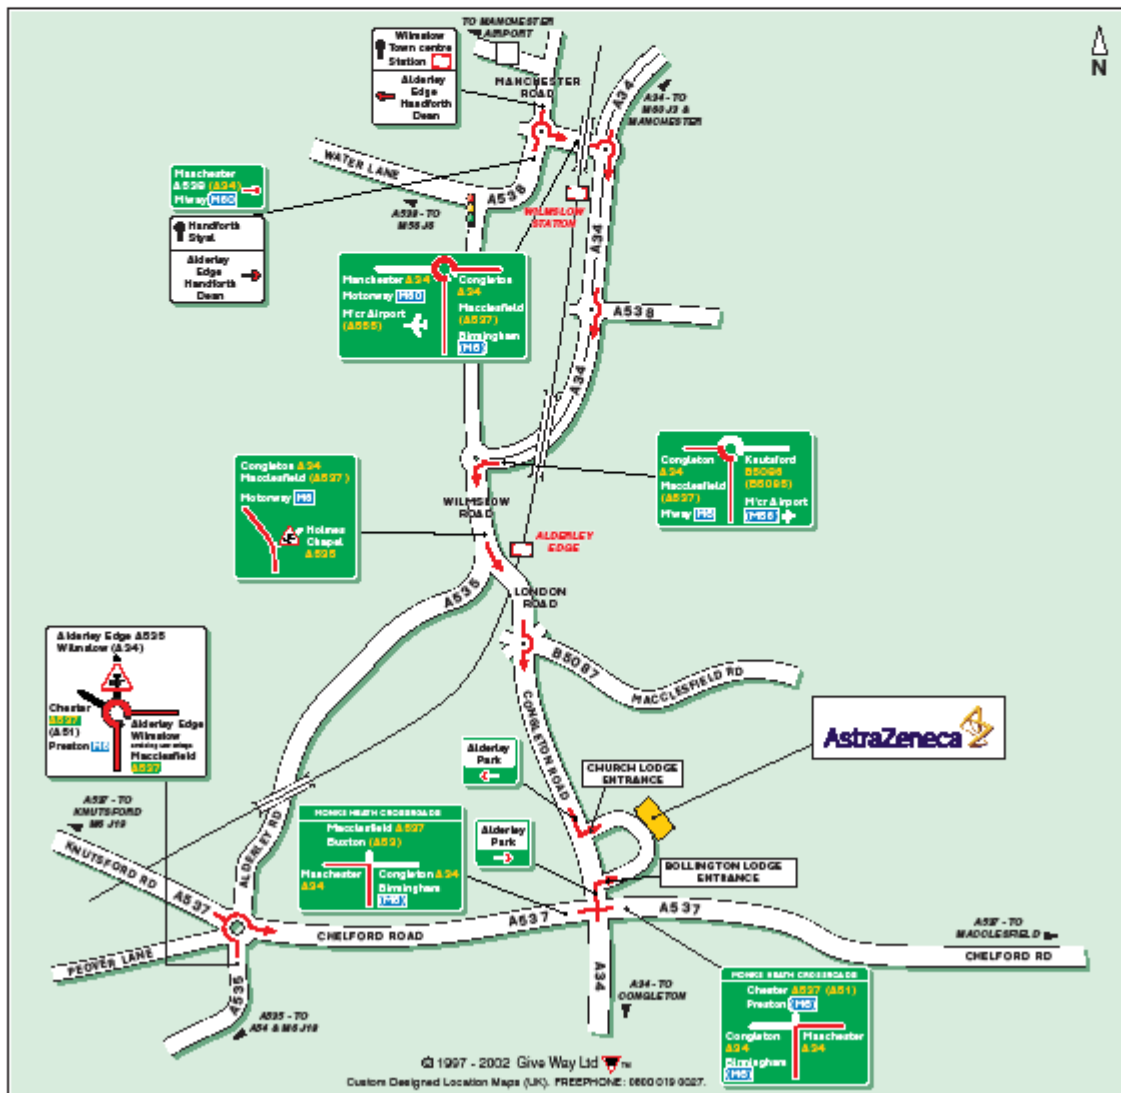 TO MANCHESTER
AIRPORT
N
Wilmslow
Town centre
Station
Alderley
Edge
Handforth
Dean
MANCHESTER
ROAD
A34
A34 - TO
M60 J3 &
MANCHESTER
WATER LANE
A538
A538 - TO
M56 J6
Manchester
A538 (A34)
M'way M60
Handforth
Styal
Alderley
Edge
Handforth
Dean
WILMSLOW
STATION
A34
A538
Manchester A34
Motorway M60
M'cr Airport
(A555)
Congleton
A34
Macclesfield
(A537)
Birmingham
(M6)
A34
Congleton
A34
Macclesfield
(A537)
M'way M6
Knutsford
B5086
(B5085)
M'cr Airport
(M56)
Congleton A34
Macclesfield (A537)
Motorway M6
Holmes
Chapel
A535
WILMSLOW
ROAD
ALDERLEY
EDGE
A535
LONDON
ROAD
B5087
MACCLESFIELD RD
Alderley Edge A535
Wilmslow (A34)
Chester
A537
(A51)
Preston M6
Alderley Edge
Wilmslow
Macclesfield
A537
CONGLETON ROAD
AstraZeneca
AZ
Alderley
Park
CHURCH LODGE
ENTRANCE
A537 - TO
KNUTSFORD
M6 J19
ALDERLEY RD
MONKS HEATH CROSSROADS
Macclesfield A537
Buxton (A53)
Manchester
A34
Congleton A34
Birmingham
(M6)
Alderley
Park
BOLLINGTON LODGE
ENTRANCE
KNUTSFORD RD
A537
CHELFORD ROAD
A537
A537
A537 - TO
MACCLESFIELD
CHELFORD RD
PEOVER LANE
A535
A535 - TO
A54 & M6 J18
A34
A34 - TO
CONGLETON
MONKS HEATH CROSSROADS
Chester A537 (A51)
Preston (M6)
Congleton
A34
Birmingham
(M6)
Manchester
A34
© 1997 - 2002 Give Way Ltd TM
Custom Designed Location Maps (UK). FREEPHONE: 0800 019 0027.